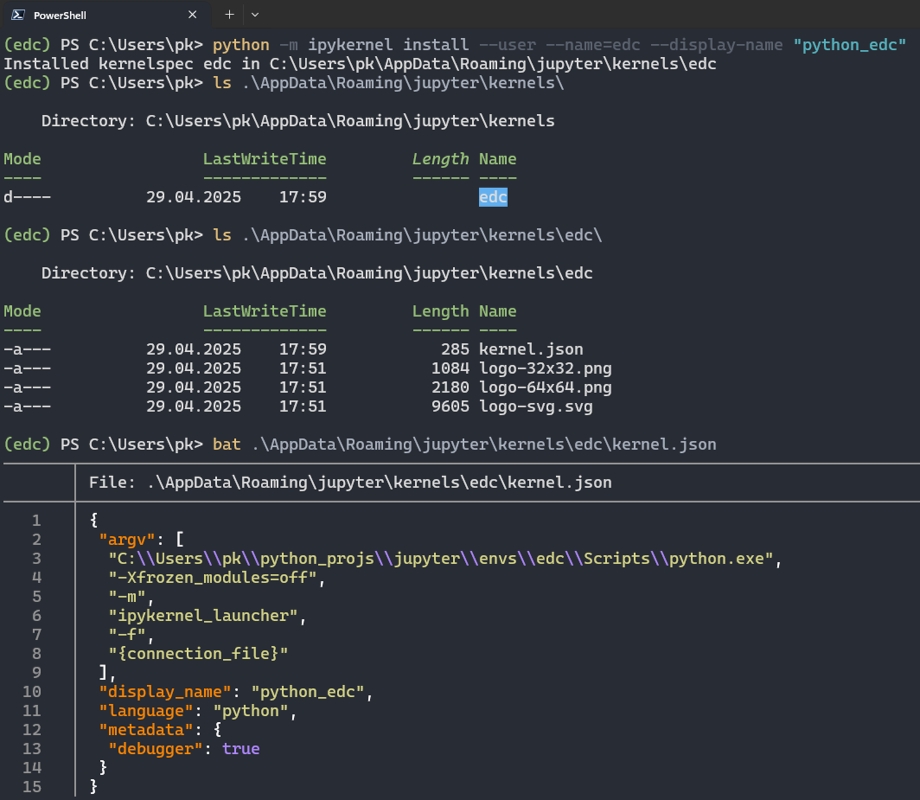 PowerShell
(edc) PS C:\Users\pk> python -m ipykernel install --user --name=edc --display-name "python_edc"
Installed kernelspec edc in C:\Users\pk\AppData\Roaming\jupyter\kernels\edc
(edc) PS C:\Users\pk> ls .\AppData\Roaming\jupyter\kernels\
Directory: C:\Users\pk\AppData\Roaming\jupyter\kernels
Mode LastWriteTime Length Name
---- ------------- ------ ----
d---- 29.04.2025 17:59 edc
(edc) PS C:\Users\pk> ls .\AppData\Roaming\jupyter\kernels\edc\
Directory: C:\Users\pk\AppData\Roaming\jupyter\kernels\edc
Mode LastWriteTime Length Name
---- ------------- ------ ----
-a--- 29.04.2025 17:59 285 kernel.json
-a--- 29.04.2025 17:51 1084 logo-32x32.png
-a--- 29.04.2025 17:51 2180 logo-64x64.png
-a--- 29.04.2025 17:51 9605 logo-svg.svg
(edc) PS C:\Users\pk> bat .\AppData\Roaming\jupyter\kernels\edc\kernel.json
File: .\AppData\Roaming\jupyter\kernels\edc\kernel.json
1 {
2 "argv": [
3 "C:\\Users\\pk\\python_projs\\jupyter\\envs\\edc\\Scripts\\python.exe",
4 "-Xfrozen_modules=off",
5 "-m",
6 "ipykernel_launcher",
7 "-f",
8 "{connection_file}"
9 ],
10 "display_name": "python_edc",
11 "language": "python",
12 "metadata": {
13 "debugger": true
14 }
15 }